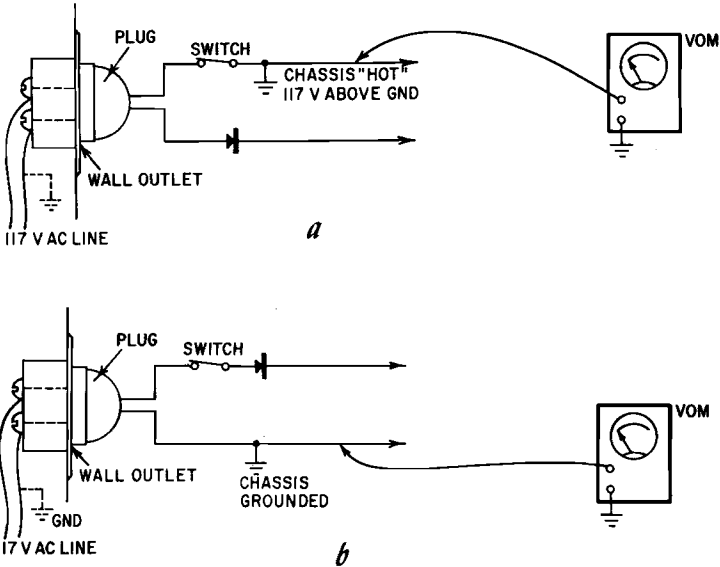 PLUG
SWITCH
VOM
CHASSIS "HOT"
117 V ABOVE GND
WALL OUTLET
117 V AC LINE
a
PLUG
SWITCH
VOM
WALL OUTLET
CHASSIS
GROUNDED
GND
17 V AC LINE
b